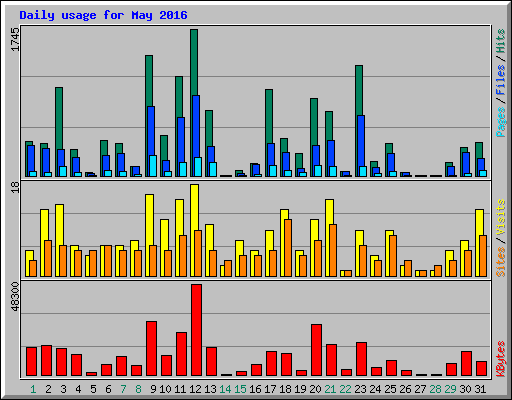 Daily usage for May 2016
1745
Pages / Files / Hits
18
Sites / Visits
48300
KBytes
1 2 3 4 5 6 7 8 9 10 11 12 13 14 15 16 17 18 19 20 21 22 23 24 25 26 27 28 29 30 31